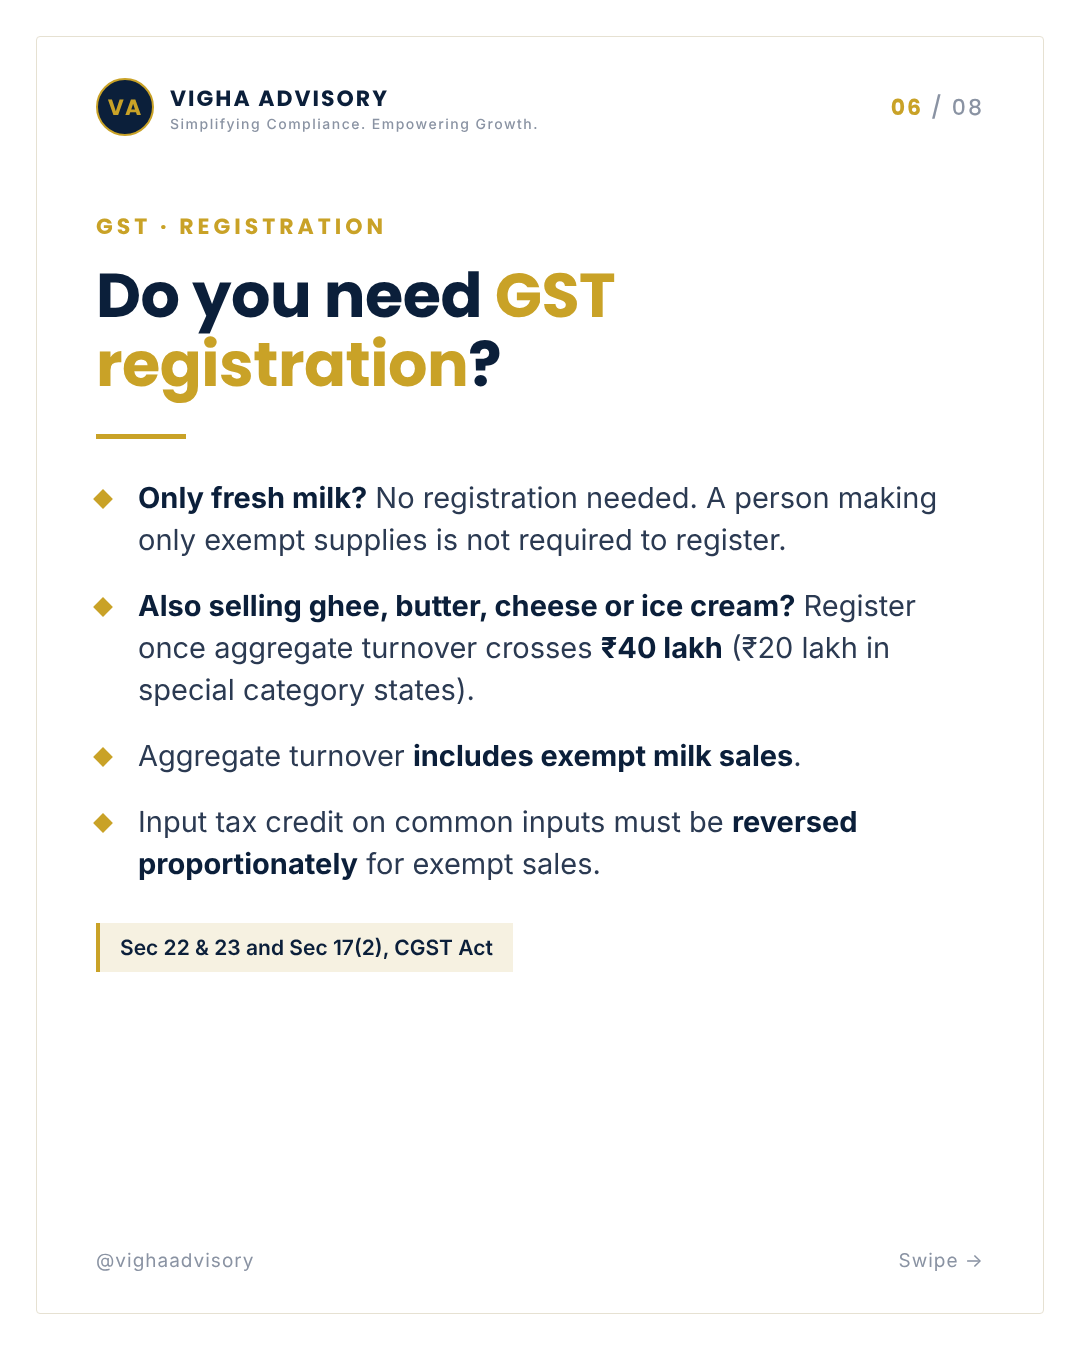 VA
VIGHA ADVISORY
Simplifying Compliance. Empowering Growth.
06 / 08
GST · REGISTRATION
Do you need GST
registration?
Only fresh milk? No registration needed. A person making
only exempt supplies is not required to register.
Also selling ghee, butter, cheese or ice cream? Register
once aggregate turnover crosses ₹40 lakh (₹20 lakh in
special category states).
Aggregate turnover includes exempt milk sales.
Input tax credit on common inputs must be reversed
proportionately for exempt sales.
Sec 22 & 23 and Sec 17(2), CGST Act
@vighaadvisory
Swipe →